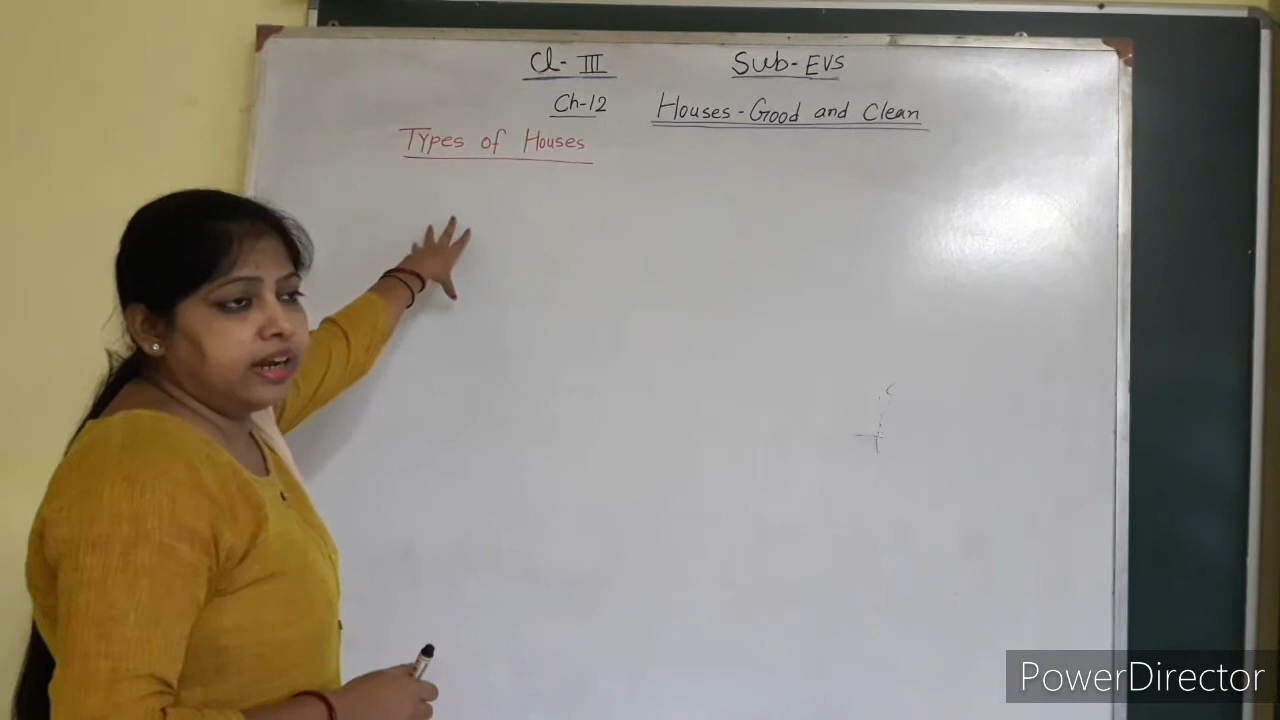 Cl- III Sub- EVS
Ch-12 Houses - Good and Clean
Types of Houses
PowerDirector